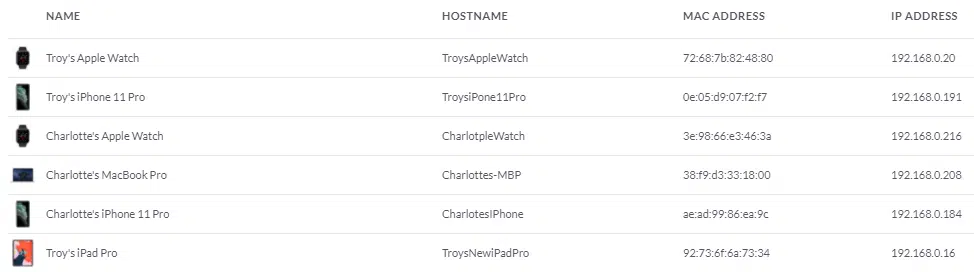 NAME HOSTNAME MAC ADDRESS IP ADDRESS
Troy's Apple Watch TroysAppleWatch 72:68:7b:82:48:80 192.168.0.20
Troy's iPhone 11 Pro TroysiPone11Pro 0e:05:d9:07:f2:f7 192.168.0.191
Charlotte's Apple Watch CharlotpleWatch 3e:98:66:e3:46:3a 192.168.0.216
Charlotte's MacBook Pro Charlottes-MBP 38:f9:d3:33:18:00 192.168.0.208
Charlotte's iPhone 11 Pro CharlotesIPhone ae:ad:99:86:ea:9c 192.168.0.184
Troy's iPad Pro TroysNewiPadPro 92:73:6f:6a:73:34 192.168.0.16